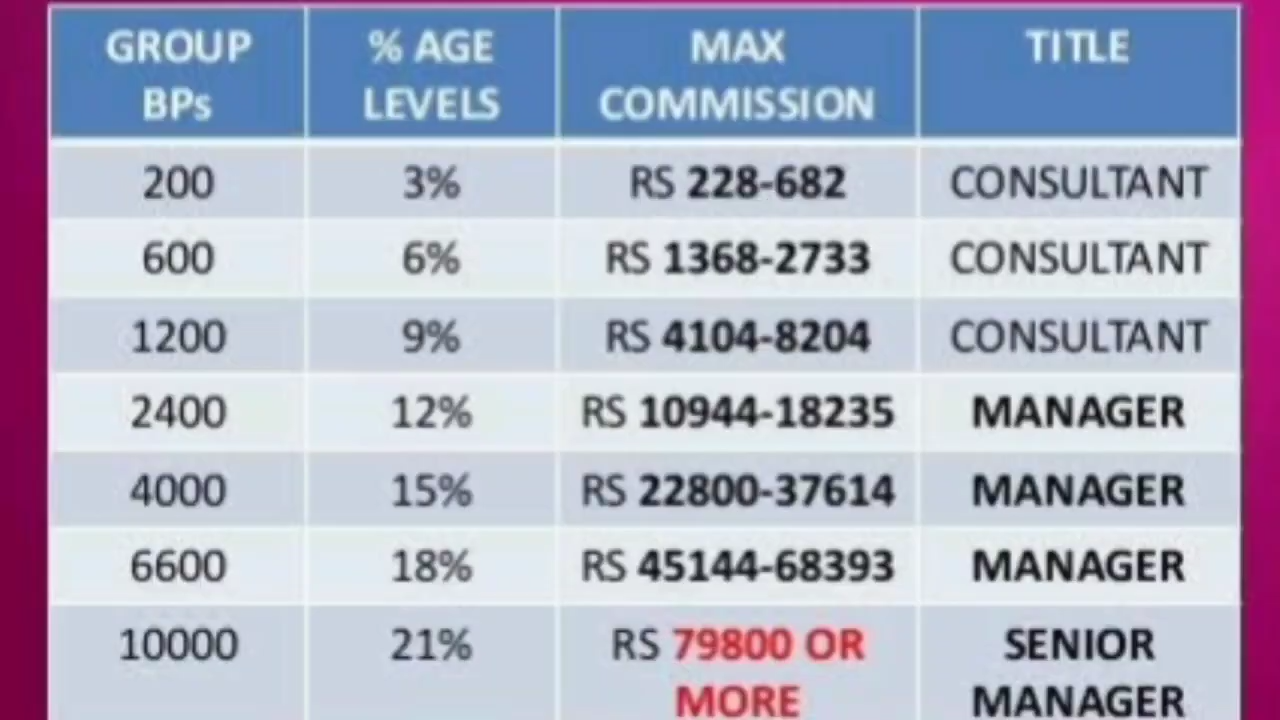 GROUP BPs % AGE LEVELS MAX COMMISSION TITLE
200 3% RS 228-682 CONSULTANT
600 6% RS 1368-2733 CONSULTANT
1200 9% RS 4104-8204 CONSULTANT
2400 12% RS 10944-18235 MANAGER
4000 15% RS 22800-37614 MANAGER
6600 18% RS 45144-68393 MANAGER
10000 21% RS 79800 OR MORE SENIOR MANAGER